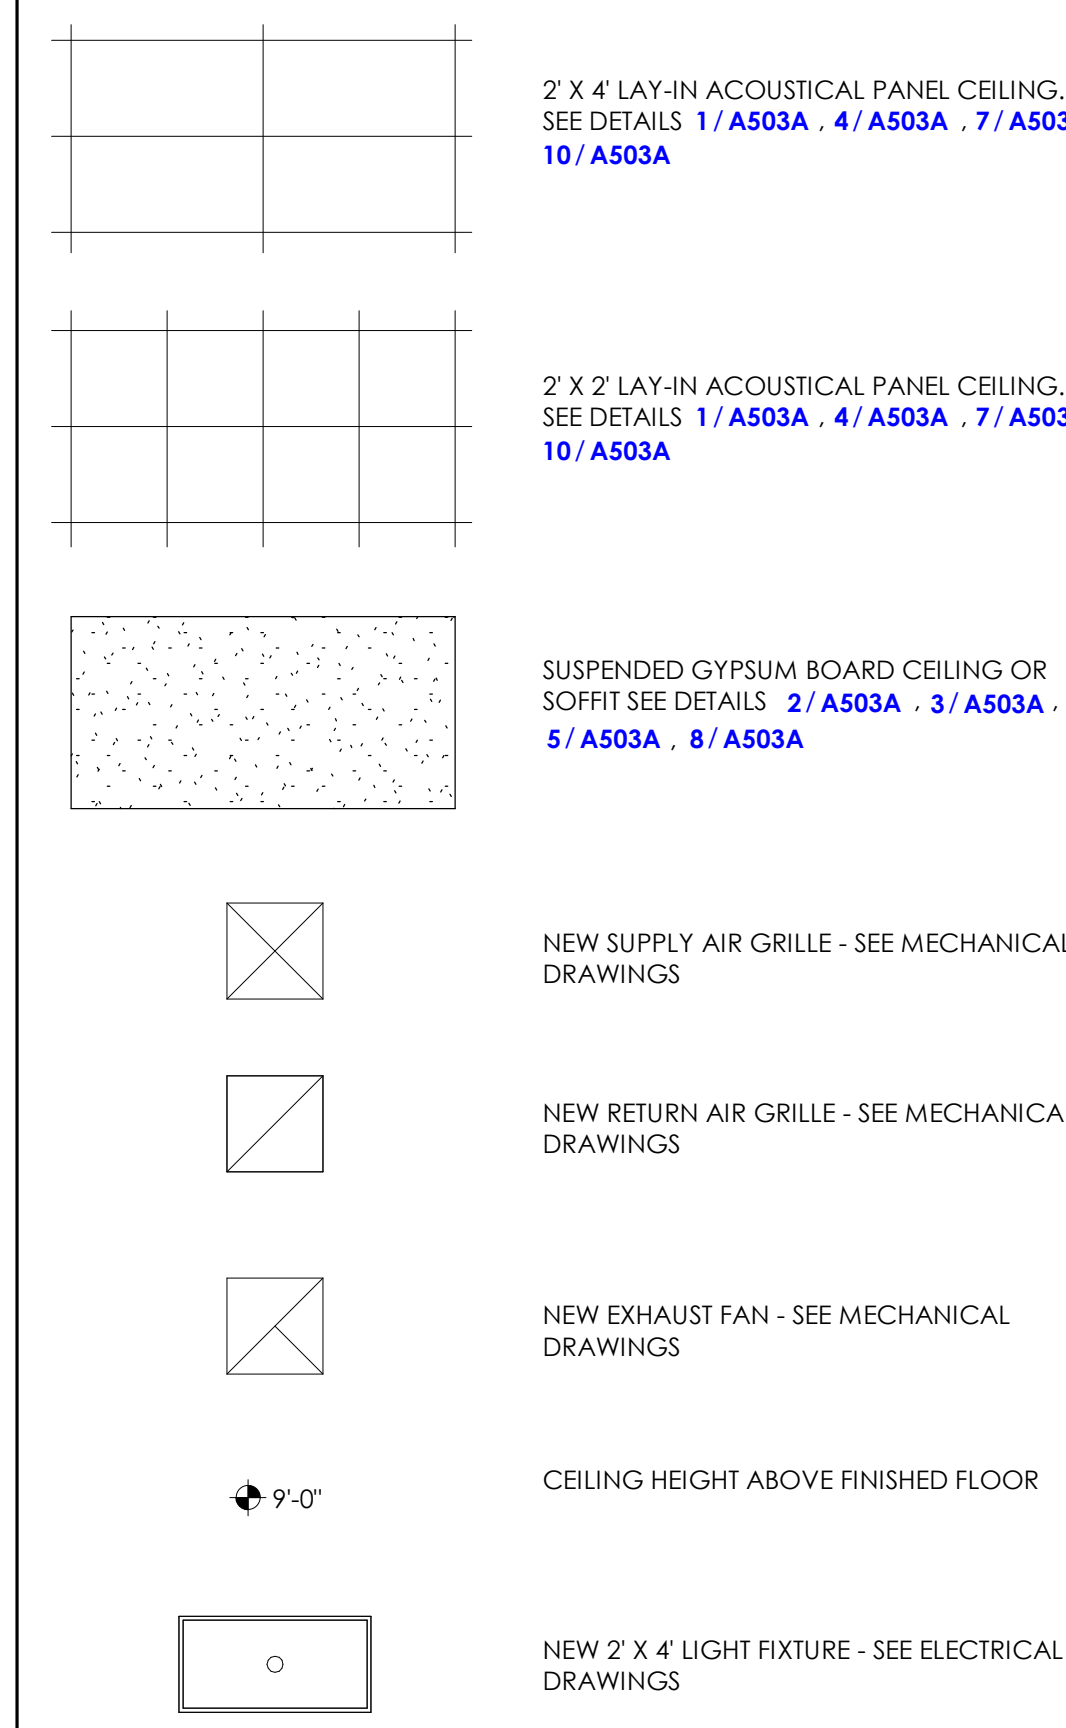 2' X 4' LAY-IN ACOUSTICAL PANEL CEILING.
SEE DETAILS 1/A503A , 4/A503A , 7/A503
10/A503A
2' X 2' LAY-IN ACOUSTICAL PANEL CEILING.
SEE DETAILS 1/A503A , 4/A503A , 7/A503
10/A503A
SUSPENDED GYPSUM BOARD CEILING OR
SOFFIT SEE DETAILS 2/A503A , 3/A503A ,
5/A503A , 8/A503A
NEW SUPPLY AIR GRILLE - SEE MECHANICAL
DRAWINGS
NEW RETURN AIR GRILLE - SEE MECHANICA
DRAWINGS
NEW EXHAUST FAN - SEE MECHANICAL
DRAWINGS
9'-0" CEILING HEIGHT ABOVE FINISHED FLOOR
NEW 2' X 4' LIGHT FIXTURE - SEE ELECTRICAL
DRAWINGS